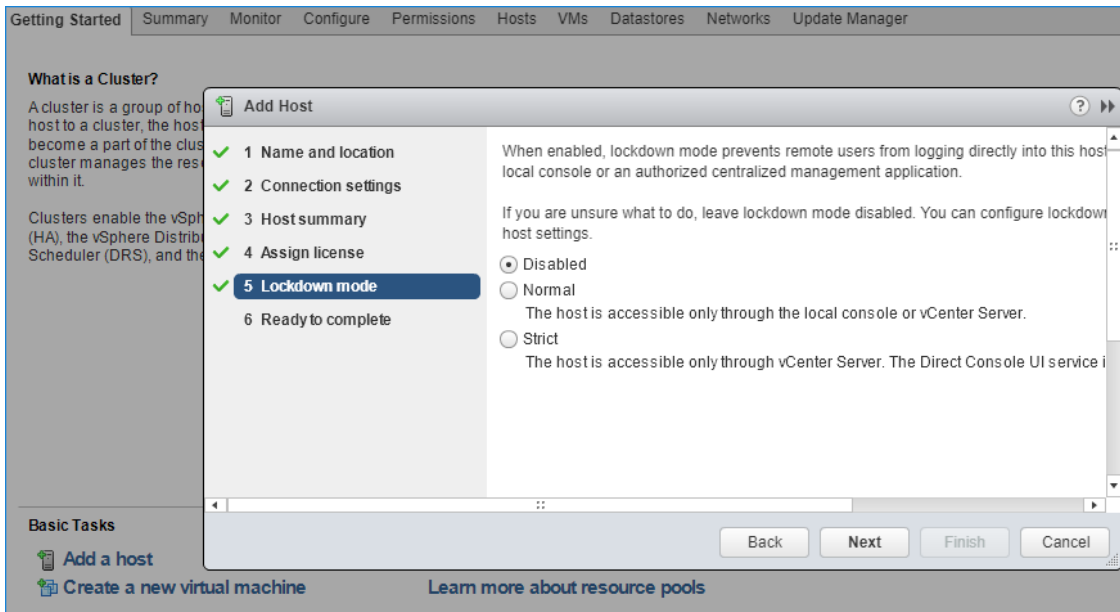 Getting Started Summary Monitor Configure Permissions Hosts VMs Datastores Networks Update Manager
What is a Cluster?
A cluster is a group of ho
host to a cluster, the host
become a part of the clus
cluster manages the res
within it.
Clusters enable the vSph
(HA), the vSphere Distrib
Scheduler (DRS), and the
Add Host
?
1 Name and location
2 Connection settings
3 Host summary
4 Assign license
5 Lockdown mode
6 Ready to complete
When enabled, lockdown mode prevents remote users from logging directly into this host
local console or an authorized centralized management application.
If you are unsure what to do, leave lockdown mode disabled. You can configure lockdown
host settings.
Disabled
Normal
The host is accessible only through the local console or vCenter Server.
Strict
The host is accessible only through vCenter Server. The Direct Console UI service i
Back Next Finish Cancel
Basic Tasks
Add a host
Create a new virtual machine Learn more about resource pools